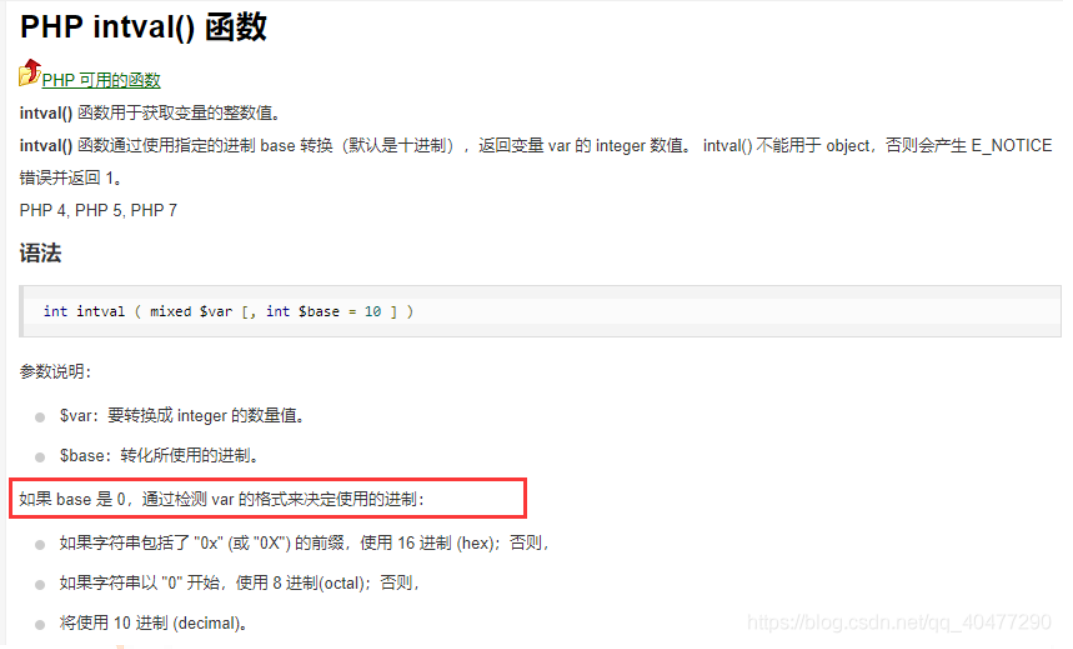 PHP intval() 函数
PHP 可用的函数
intval() 函数用于获取变量的整数值。
intval() 函数通过使用指定的进制 base 转换（默认是十进制），返回变量 var 的 integer 数值。 intval() 不能用于 object，否则会产生 E_NOTICE
错误并返回 1。
PHP 4, PHP 5, PHP 7
语法
int intval ( mixed $var [, int $base = 10 ] )
参数说明：
$var：要转换成 integer 的数量值。
$base：转化所使用的进制。
如果 base 是 0，通过检测 var 的格式来决定使用的进制：
如果字符串包括了 "0x" (或 "0X") 的前缀，使用 16 进制 (hex)；否则，
如果字符串以 "0" 开始，使用 8 进制(octal)；否则，
将使用 10 进制 (decimal)。
https://blog.csdn.net/qq_40477290